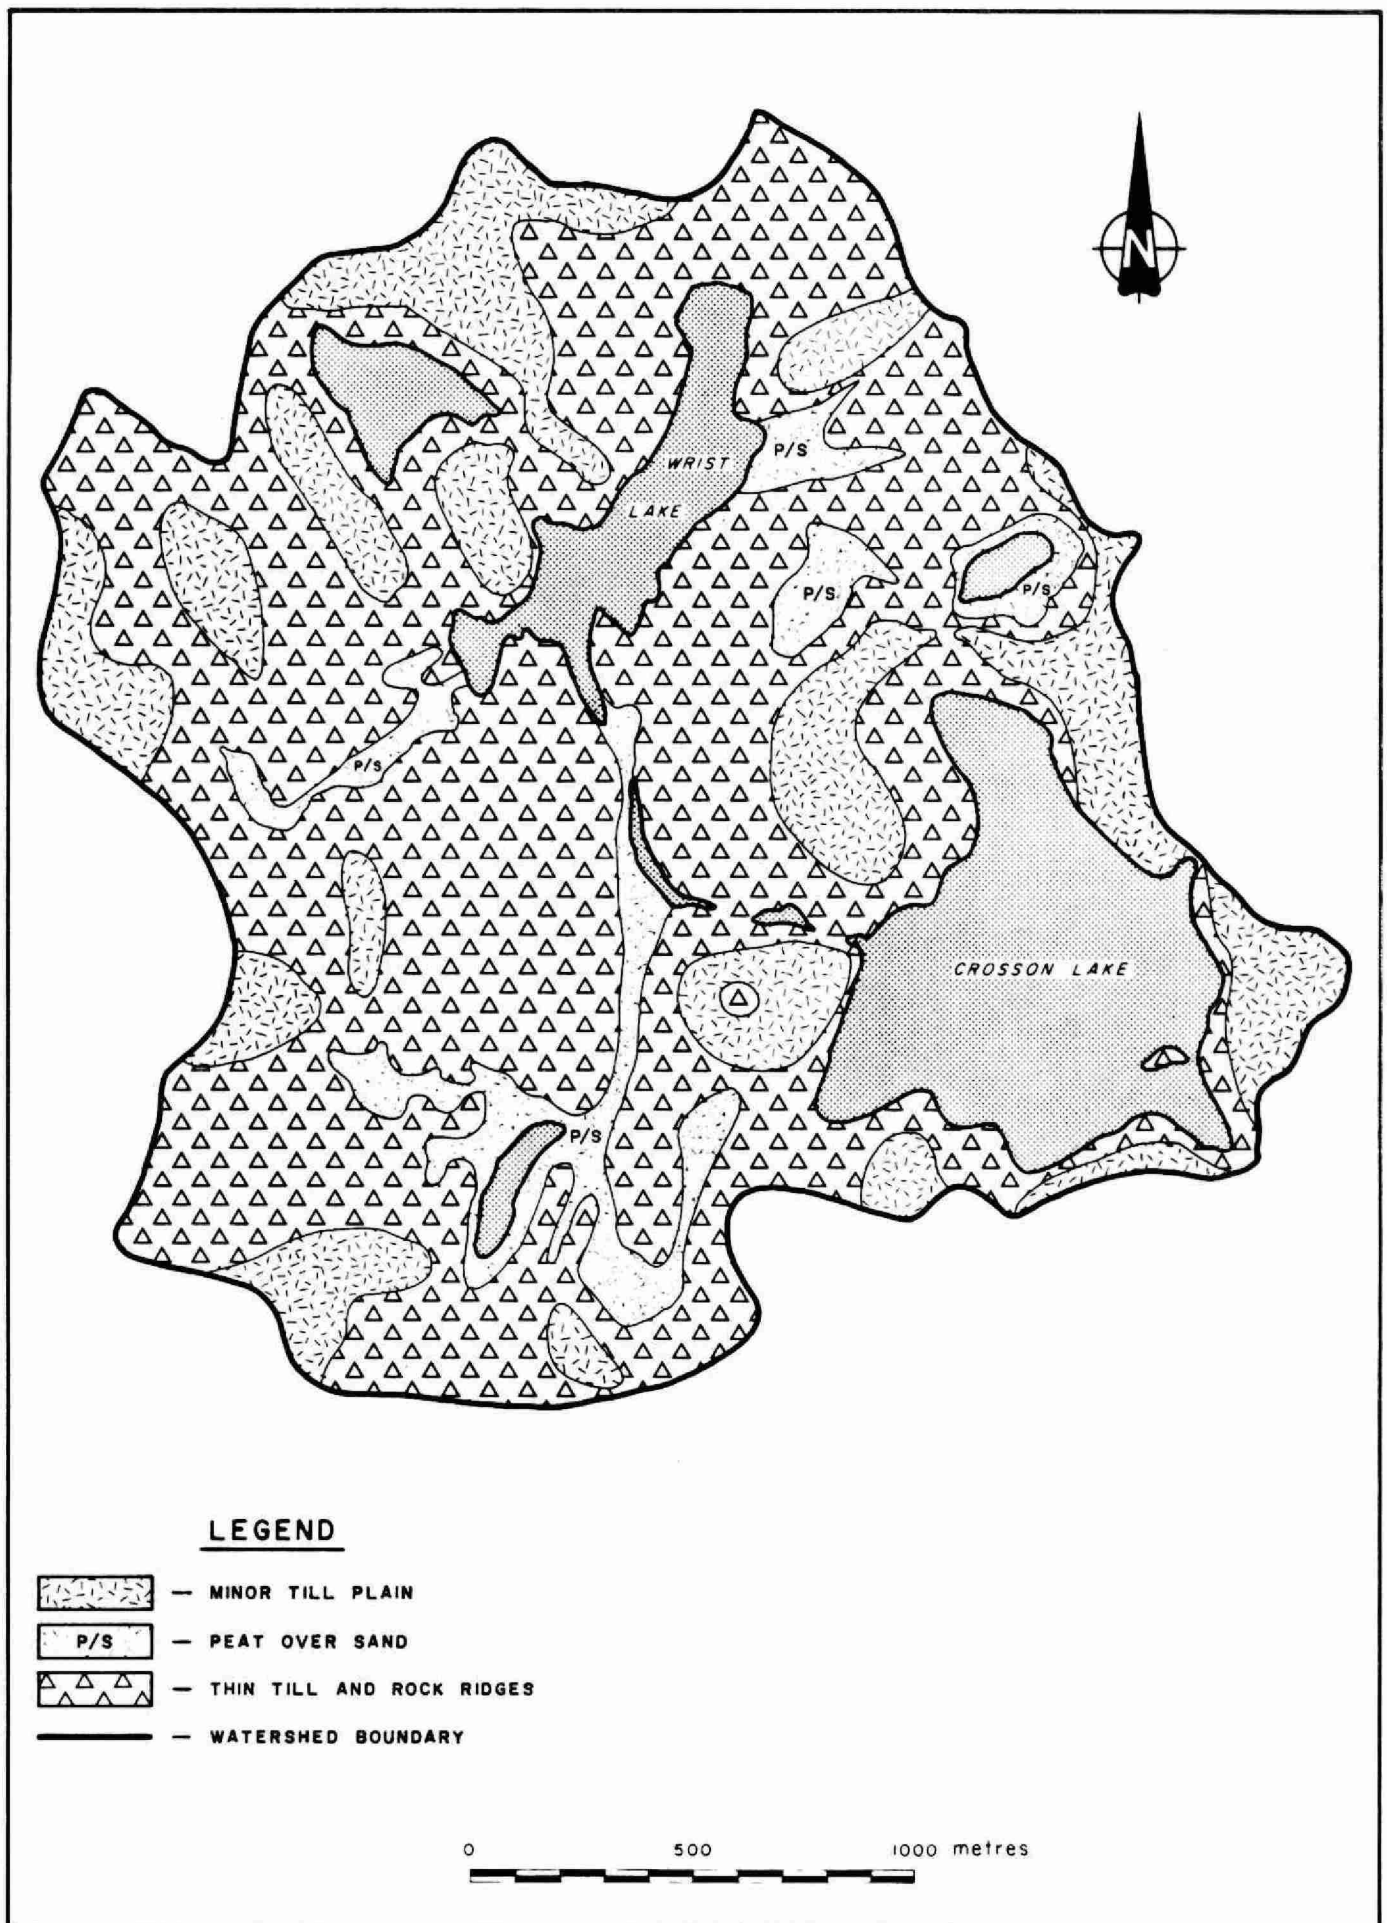 N
WRIST
P/S
LAKE
P/S
P/S
P/S
CROSSON LAKE
P/S
LEGEND
— MINOR TILL PLAIN
P/S — PEAT OVER SAND
— THIN TILL AND ROCK RIDGES
— WATERSHED BOUNDARY
0 500 1000 metres